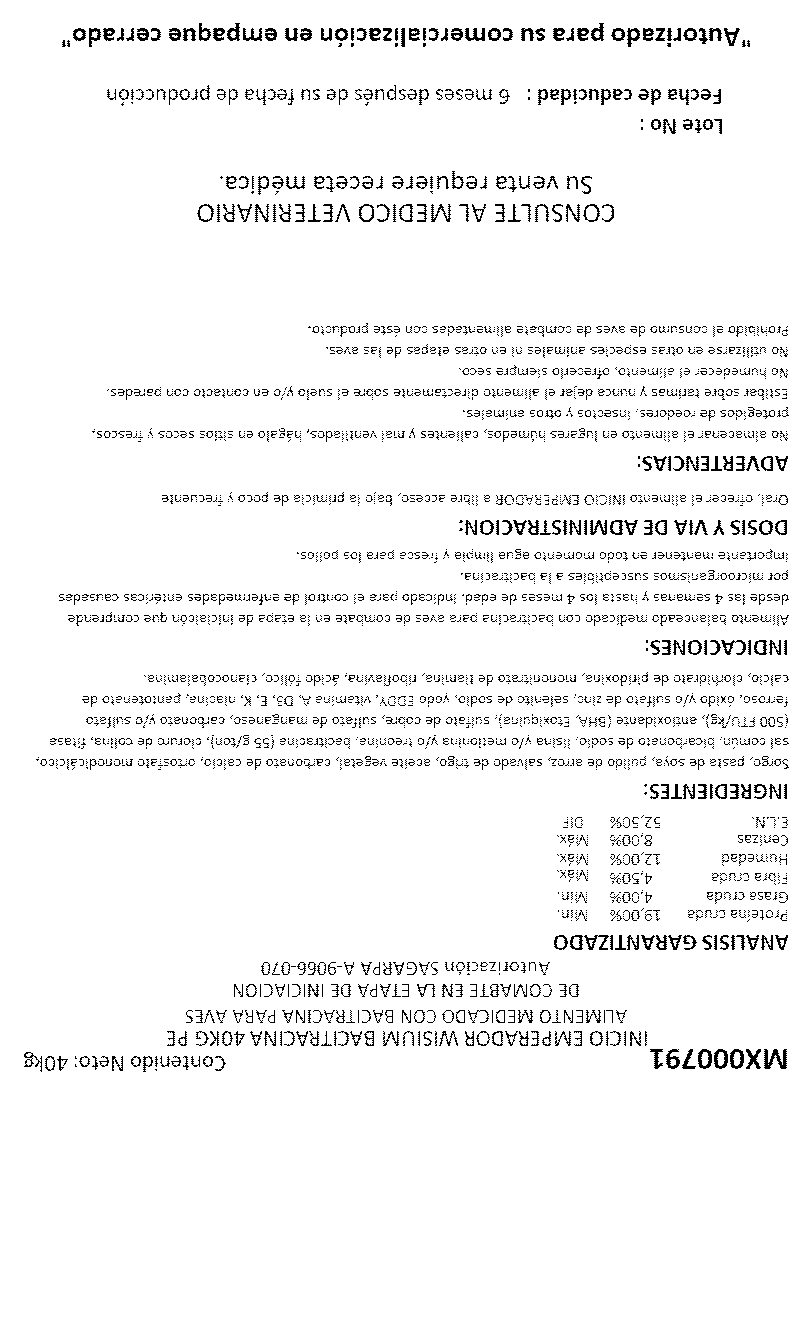 MX000791 Contenido Neto: 40kg
INICIO EMPERADOR WISIUM BACITRACINA 40KG PE
ALIMENTO MEDICADO CON BACITRACINA PARA AVES
DE COMABTE EN LA ETAPA DE INICIACION
Autorización SAGARPA A-9066-070
ANALISIS GARANTIZADO
Proteína cruda 19,00% Min.
Grasa cruda 4,00% Min.
Fibra cruda 4,50% Máx.
Humedad 12,00% Máx.
Cenizas 8,00% Máx.
E.L.N. 52,50% DIF
INGREDIENTES:
Sorgo, pasta de soya, pulido de arroz, salvado de trigo, aceite vegetal, carbonato de calcio, ortosfato monodicálcico,
sal común, bicarbonato de sodio, lisina y/o metionina y/o treonina, bacitracina (55 g/ton), cloruro de colina, fitasa
(500 FTU/kg), antioxidante (BHA, Etoxiquina), sulfato de cobre, sulfato de manganeso, carbonato y/o sulfato
ferroso, óxido y/o sulfato de zinc, selenito de sodio, yodo EDDY, vitamina A, D3, E, K, niacina, pantotenato de
calcio, clorhidrato de piridoxina, mononitrato de tiamina, riboflavina, ácido fólico, cianocobalamina.
INDICACIONES:
Alimento balanceado medicado con bacitracina para aves de combate en la etapa de iniciaicón que comprende
desde las 4 semanas y hasta los 4 meses de edad. Indicado para el control de enfermedades entéricas causadas
por microorganismos susceptibles a la bacitracina.
Importante mantener en todo momento agua limpia y fresca para los pollos.
DOSIS Y VIA DE ADMINISTRACION:
Oral, ofrecer el alimento INICIO EMPERADOR a libre acceso, bajo la primicia de poco y frecuente
ADVERTENCIAS:
No almacenar el alimento en lugares húmedos, calientes y mal ventilados, hágalo en sitios secos y frescos,
protegidos de roedores, insectos y otros animales.
Estibar sobre tarimas y nunca dejar el alimento directamente sobre el suelo y/o en contacto con paredes.
No humedecer el alimento, ofrecerlo siempre seco.
No utilizarse en otras especies animales ni en otras etapas de las aves.
Prohibido el consumo de aves de combate alimentadas con éste producto.
CONSULTE AL MEDICO VETERINARIO
Su venta requiere receta médica.
Lote No :
Fecha de caducidad : 6 meses después de su fecha de producción
"Autorizado para su comercialización en empaque cerrado"